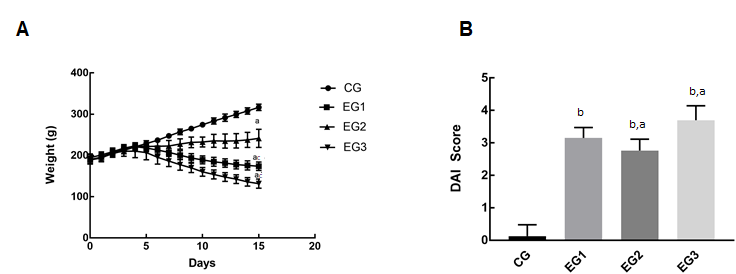 A
B
Weight (g)
400
300
200
100
0
0
5
10
15
20
Days
a
ac
CG
EG1
EG2
EG3
DAI Score
5
4
3
2
1
0
b
b,a
b,a
CG
EG1
EG2
EG3